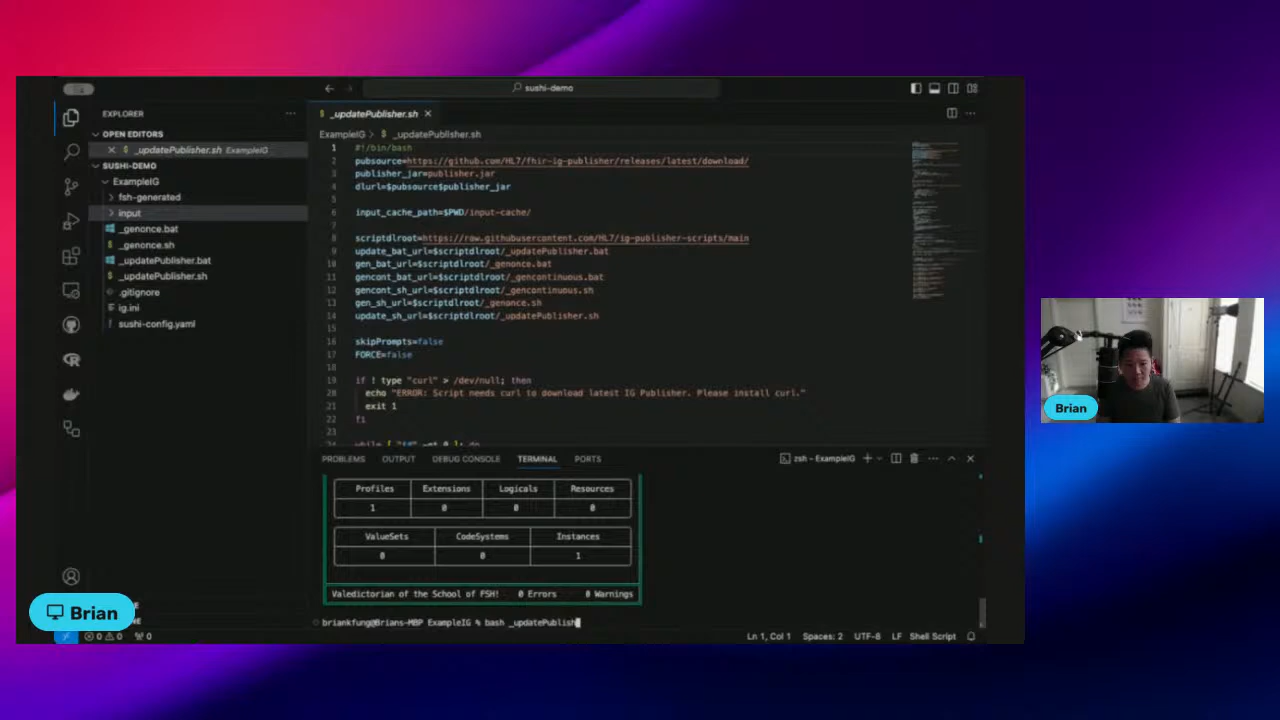 sushi-demo
EXPLORER
_updatePublisher.sh
OPEN EDITORS
ExampleIG > $ _updatePublisher.sh
$ _updatePublisher.sh ExampleIG
SUSHI-DEMO
ExampleIG
fsh-generated
input
_genonce.bat
$ _genonce.sh
_updatePublisher.bat
$ _updatePublisher.sh
.gitignore
ig.ini
! sushi-config.yaml
1 #!/bin/bash
2 pubsource=https://github.com/HL7/fhir-ig-publisher/releases/latest/download/
3 publisher_jar=publisher.jar
4 dlurl=$pubsource$publisher_jar
5
6 input_cache_path=$PWD/input-cache/
7
8 scriptdlroot=https://raw.githubusercontent.com/HL7/ig-publisher-scripts/main
9 update_bat_url=$scriptdlroot/_updatePublisher.bat
10 gen_bat_url=$scriptdlroot/_genonce.bat
11 gencont_bat_url=$scriptdlroot/_gencontinuous.bat
12 gencont_sh_url=$scriptdlroot/_gencontinuous.sh
13 gen_sh_url=$scriptdlroot/_genonce.sh
14 update_sh_url=$scriptdlroot/_updatePublisher.sh
15
16 skipPrompts=false
17 FORCE=false
18
19 if ! type "curl" > /dev/null; then
20 echo "ERROR: Script needs curl to download latest IG Publisher. Please install curl."
21 exit 1
22 fi
23
24 while [ "$#" -gt 0 ]; do
PROBLEMS OUTPUT DEBUG CONSOLE TERMINAL PORTS
zsh - ExampleIG
Profiles Extensions Logicals Resources
1 0 0 0
ValueSets CodeSystems Instances
0 0 1
Valedictorian of the School of FSH! 0 Errors 0 Warnings
briankfung@Brians-MBP ExampleIG % bash _updatePublish
0 0 0
Ln 1, Col 1 Spaces: 2 UTF-8 LF Shell Script
Brian
Brian